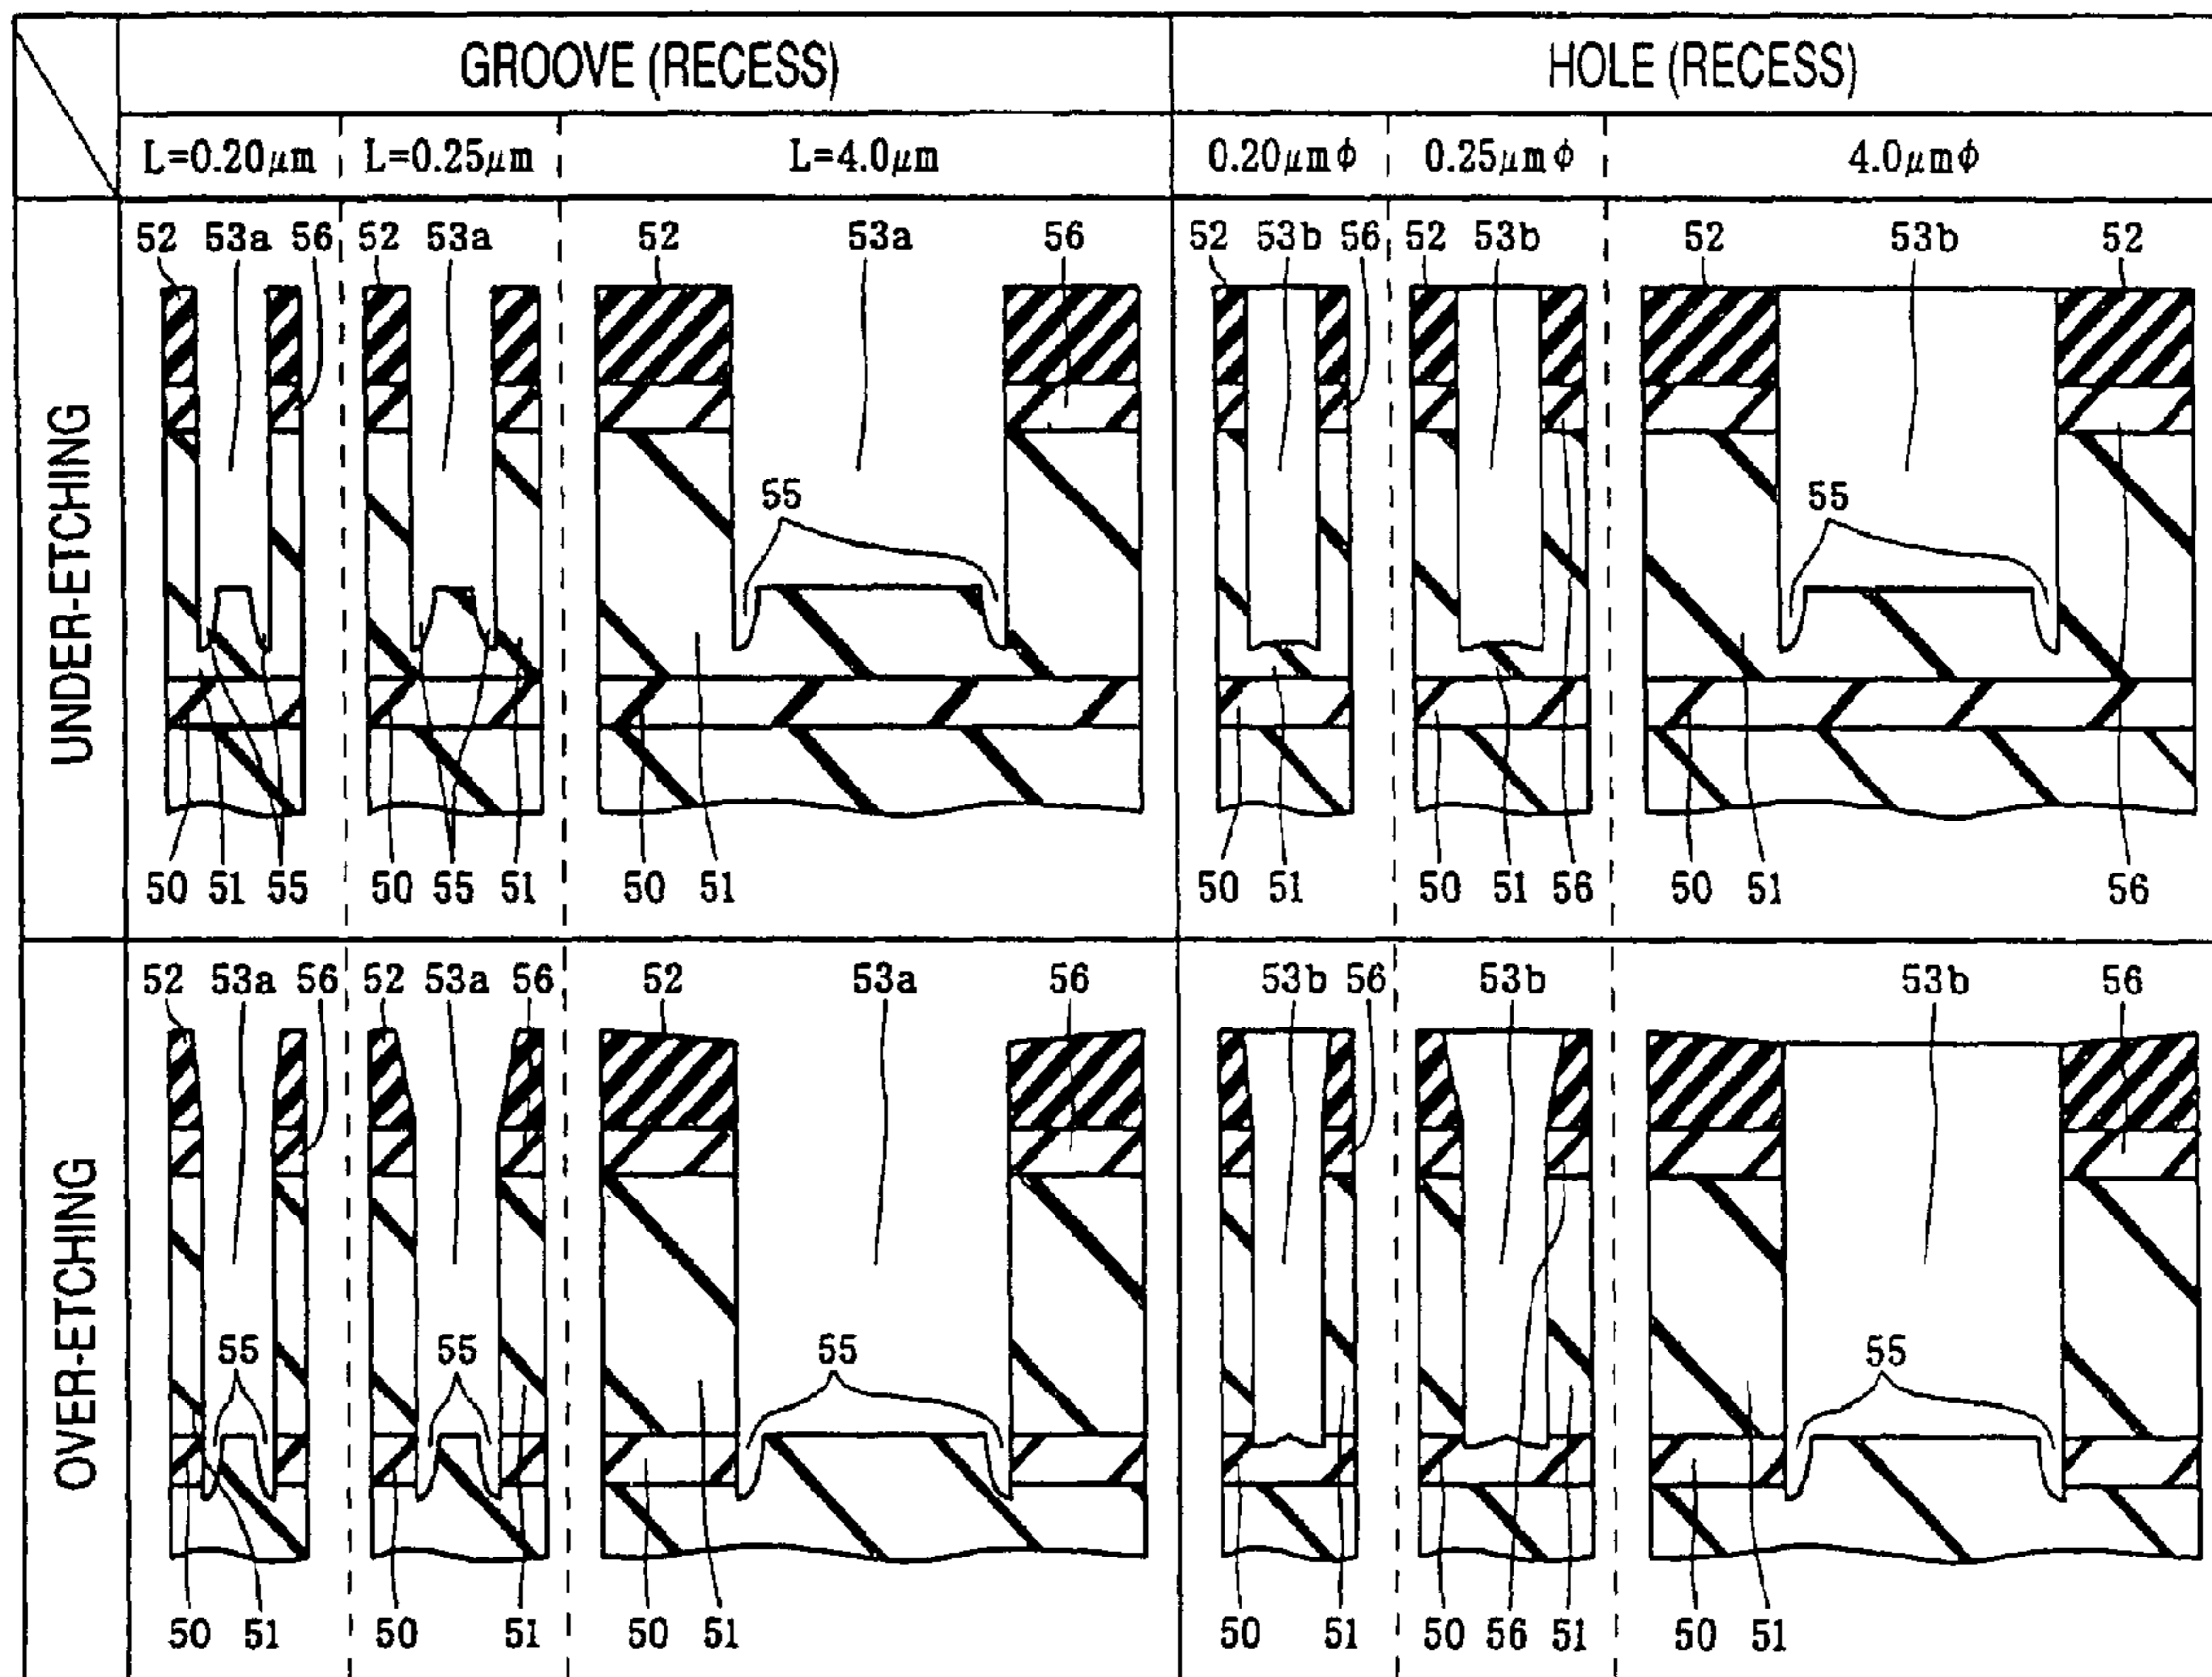 GROOVE (RECESS) HOLE (RECESS)
L=0.20μm L=0.25μm L=4.0μm 0.20μmϕ 0.25μmϕ 4.0μmϕ
UNDER-ETCHING
52 53a 56 52 53a 52 53a 56 52 53b 56 52 53b 52 53b 52
55 55
50 51 55 50 55 51 50 51 50 51 50 51 56 50 51 56
OVER-ETCHING
52 53a 56 52 53a 56 52 53a 56 53b 56 53b 53b 56
55 55 55 55
50 51 50 51 50 51 50 51 50 56 51 50 51